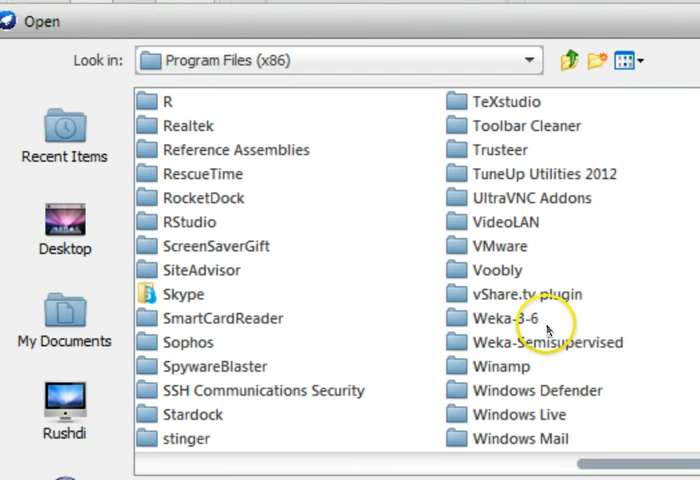 Open
Look in:
Program Files (x86)
Recent Items
Desktop
My Documents
Rushdi
R
Realtek
Reference Assemblies
RescueTime
RocketDock
RStudio
ScreenSaverGift
SiteAdvisor
Skype
SmartCardReader
Sophos
SpywareBlaster
SSH Communications Security
Stardock
stinger
TeXstudio
Toolbar Cleaner
Trusteer
TuneUp Utilities 2012
UltraVNC Addons
VideoLAN
VMware
Voobly
vShare.tv plugin
Weka-3-6
Weka-Semisupervised
Winamp
Windows Defender
Windows Live
Windows Mail